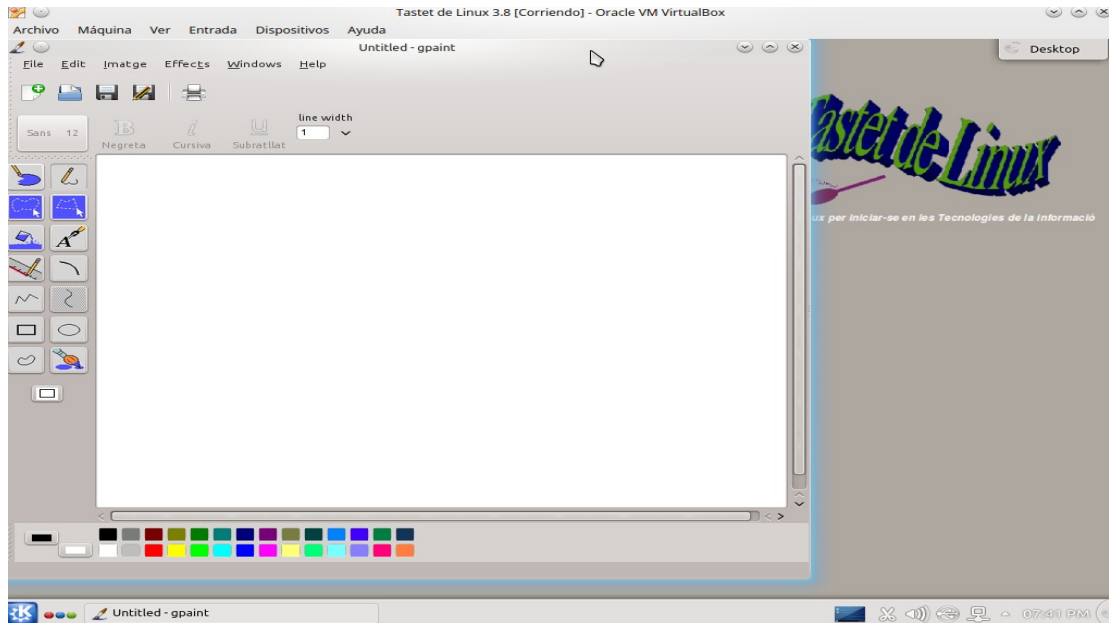 Tastet de Linux 3.8 [Corriendo] - Oracle VM VirtualBox
Archivo Máquina Ver Entrada Dispositivos Ayuda
Untitled - gpaint
Desktop
File Edit Imatge Effects Windows Help
line width
Sans 12 B I U 1
Negreta Cursiva Subratllat
Tastet de Linux
ux per iniciar-se en les Tecnologies de la Informació
A
Untitled - gpaint
07:41 PM